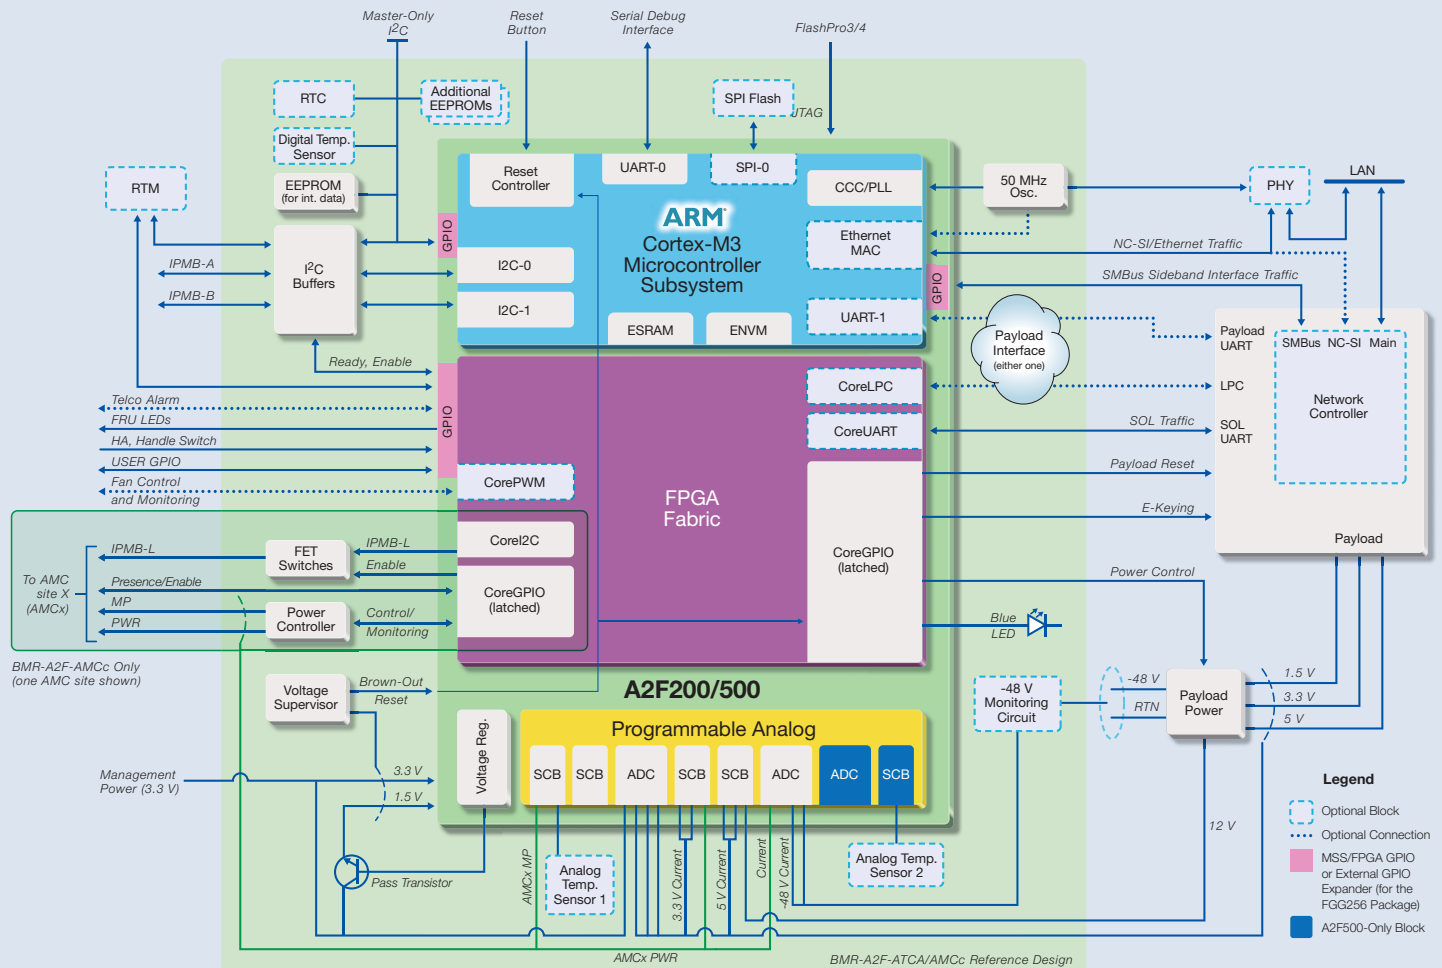 Master-Only
I2C
Reset
Button
Serial Debug
Interface
FlashPro3/4
RTC
Additional
EEPROMs
SPI Flash
JTAG
Digital Temp.
Sensor
RTM
EEPROM
(for int. data)
Reset
Controller
UART-0
SPI-0
CCC/PLL
50 MHz
Osc.
PHY
LAN
GPIO
ARM
Cortex-M3
Microcontroller
Subsystem
Ethernet
MAC
NC-SI/Ethernet Traffic
I2C
Buffers
IPMB-A
IPMB-B
I2C-0
I2C-1
GPIO
SMBus Sideband Interface Traffic
ESRAM
ENVM
UART-1
Payload
Interface
(either one)
Payload
UART
SMBus NC-SI Main
Ready, Enable
GPIO
CoreLPC
LPC
Network
Controller
Telco Alarm
FRU LEDs
HA, Handle Switch
USER GPIO
Fan Control
and Monitoring
CoreUART
SOL Traffic
SOL
UART
CorePWM
FPGA
Fabric
Payload Reset
E-Keying
Payload
CoreI2C
CoreGPIO
(latched)
CoreGPIO
(latched)
IPMB-L
FET
Switches
IPMB-L
Enable
To AMC
site X
(AMCx)
Presence/Enable
MP
PWR
Power
Controller
Control/
Monitoring
Power Control
Blue
LED
BMR-A2F-AMCc Only
(one AMC site shown)
Voltage
Supervisor
Brown-Out
Reset
A2F200/500
-48 V
Monitoring
Circuit
-48 V
RTN
Payload
Power
1.5 V
3.3 V
5 V
Voltage Reg.
Programmable Analog
SCB
SCB
ADC
SCB
SCB
ADC
ADC
SCB
Management
Power (3.3 V)
3.3 V
1.5 V
Pass Transistor
12 V
AMCx MP
Analog
Temp.
Sensor 1
3.3 V Current
5 V Current
Current
-48 V Current
Analog Temp.
Sensor 2
AMCx PWR
BMR-A2F-ATCA/AMCc Reference Design
Legend
Optional Block
Optional Connection
MSS/FPGA GPIO
or External GPIO
Expander (for the
FGG256 Package)
A2F500-Only Block